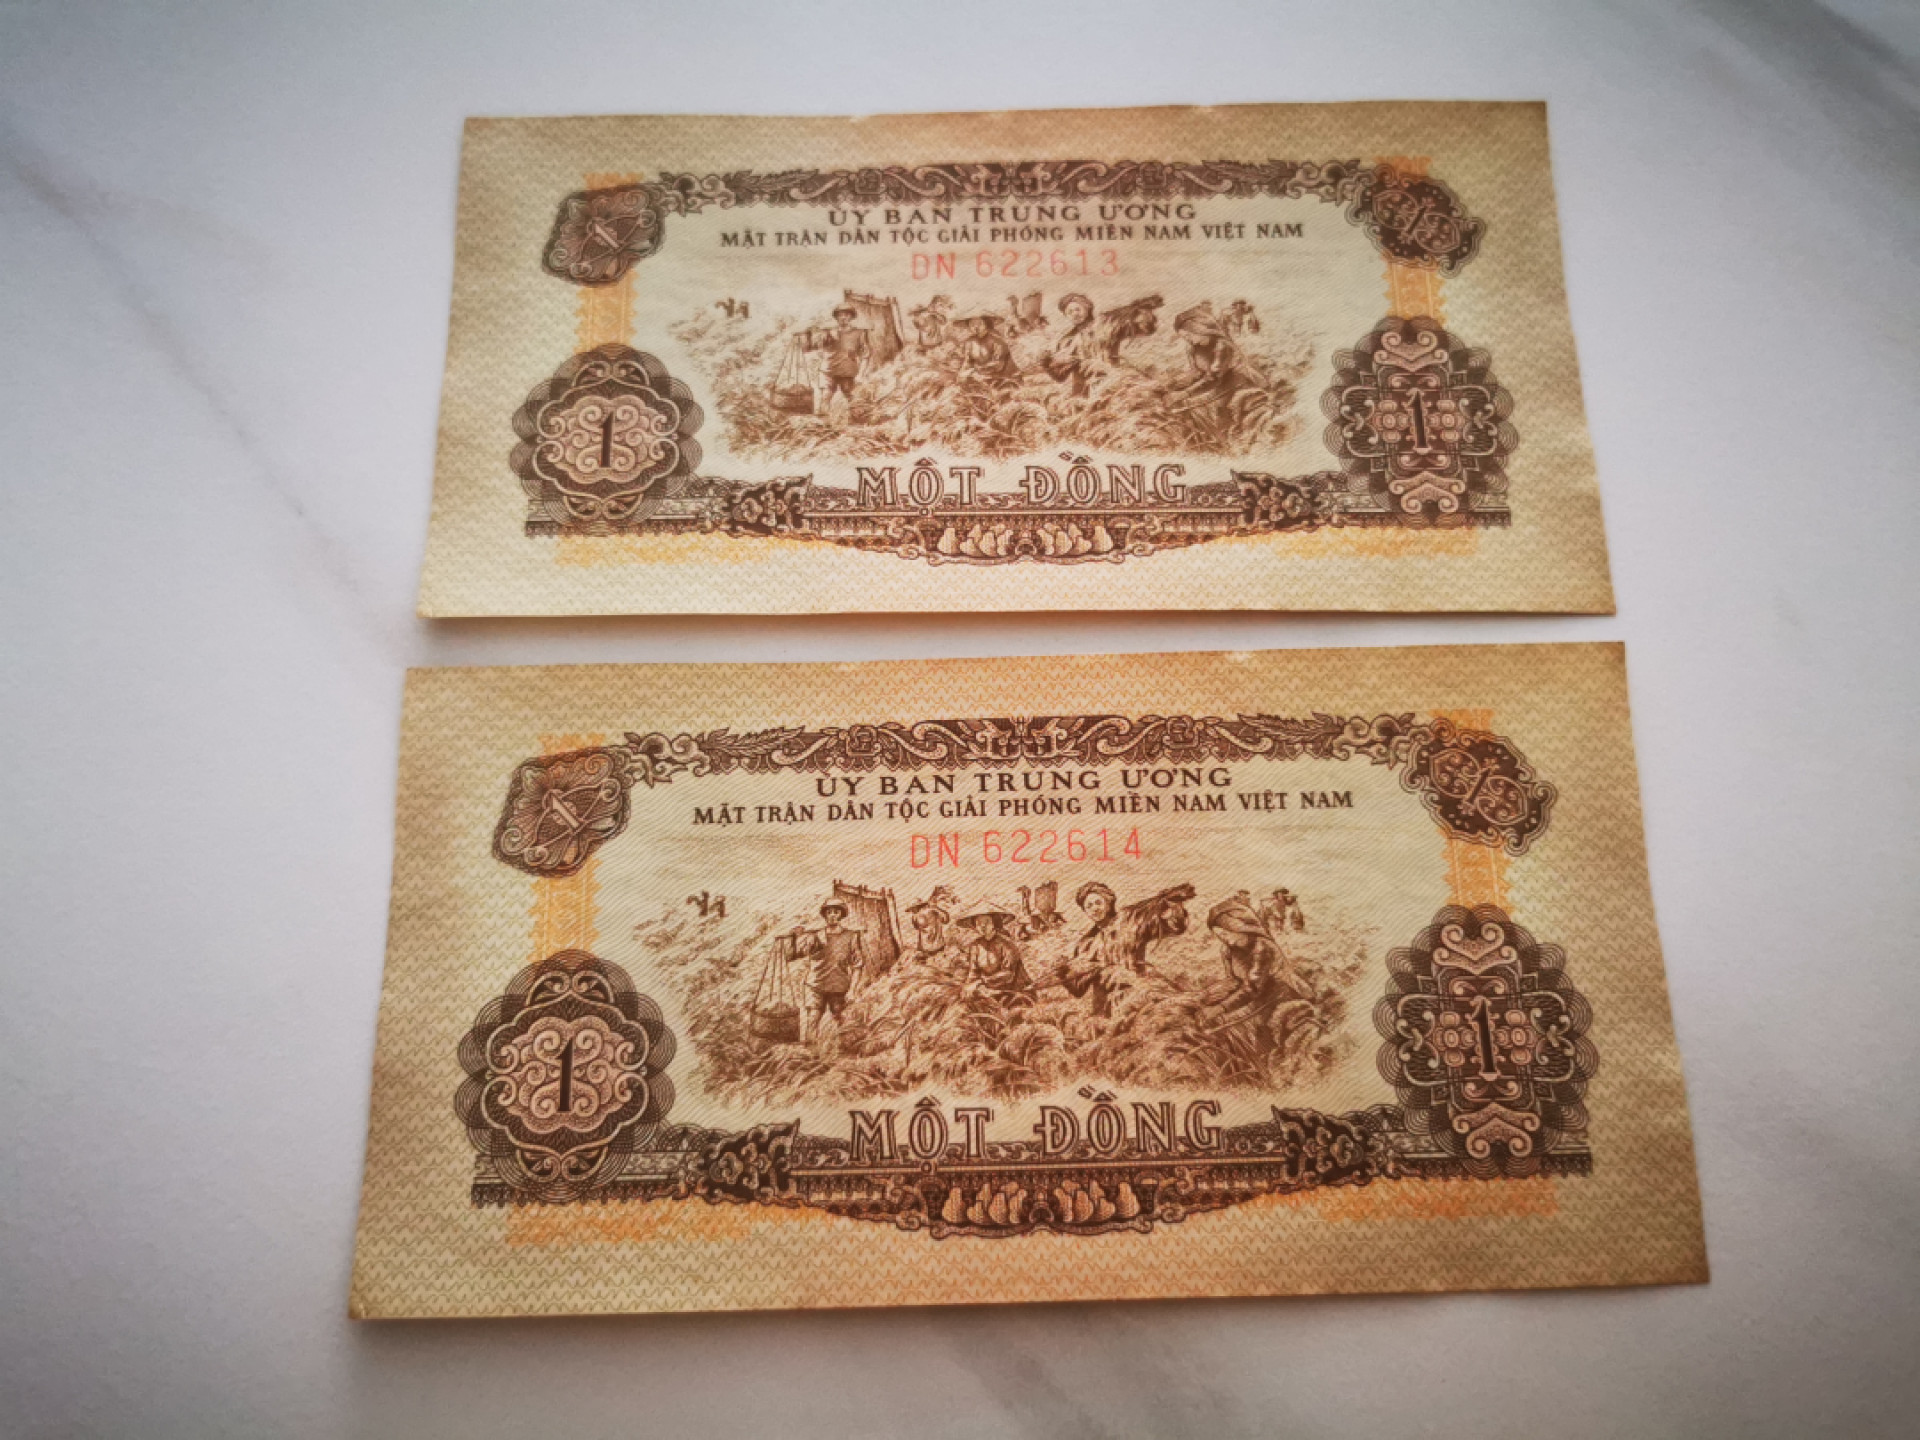 1
ỦY BAN TRUNG ƯƠNG
MẶT TRẬN DÂN TỘC GIẢI PHÓNG MIỀN NAM VIỆT NAM
DN 622613
1
1
MỘT ĐỒNG
1
ỦY BAN TRUNG ƯƠNG
MẶT TRẬN DÂN TỘC GIẢI PHÓNG MIỀN NAM VIỆT NAM
DN 622614
1
1
MỘT ĐỒNG